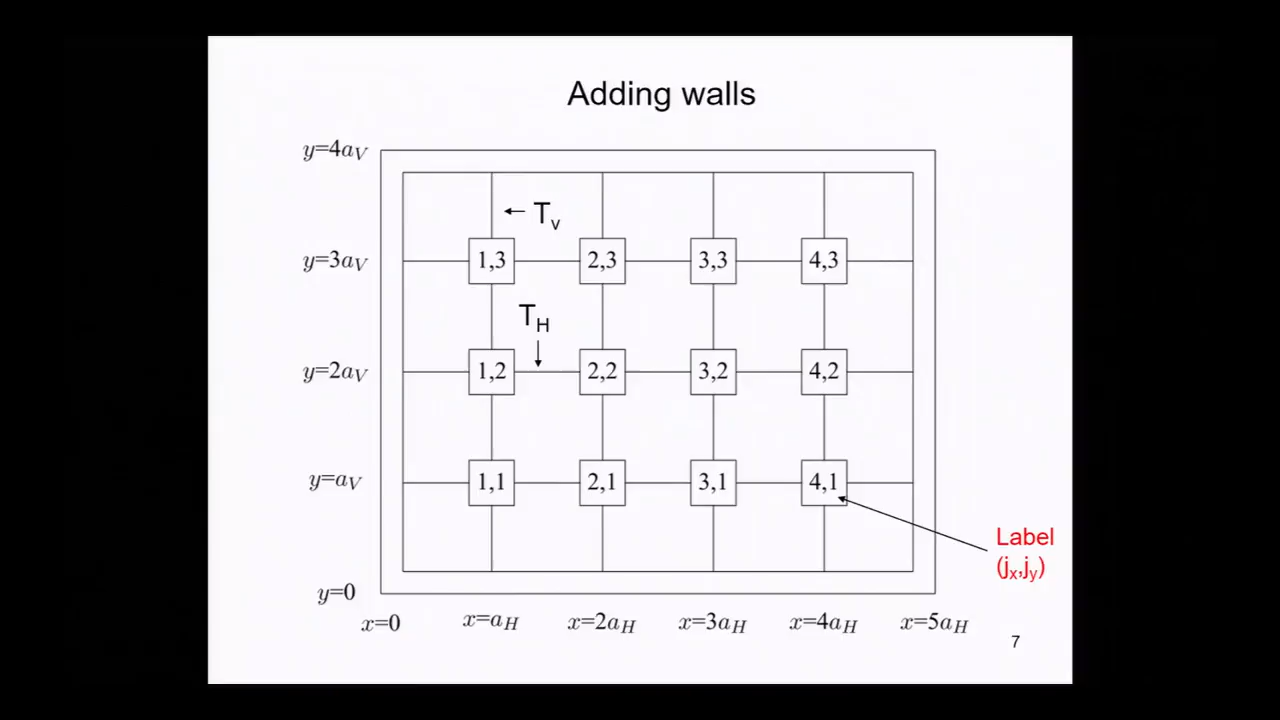 Adding walls
y=4a_V
← T_v
y=3a_V 1,3 2,3 3,3 4,3
T_H
y=2a_V 1,2 2,2 3,2 4,2
y=a_V 1,1 2,1 3,1 4,1
Label
(j_x,j_y)
y=0
x=0 x=a_H x=2a_H x=3a_H x=4a_H x=5a_H
7